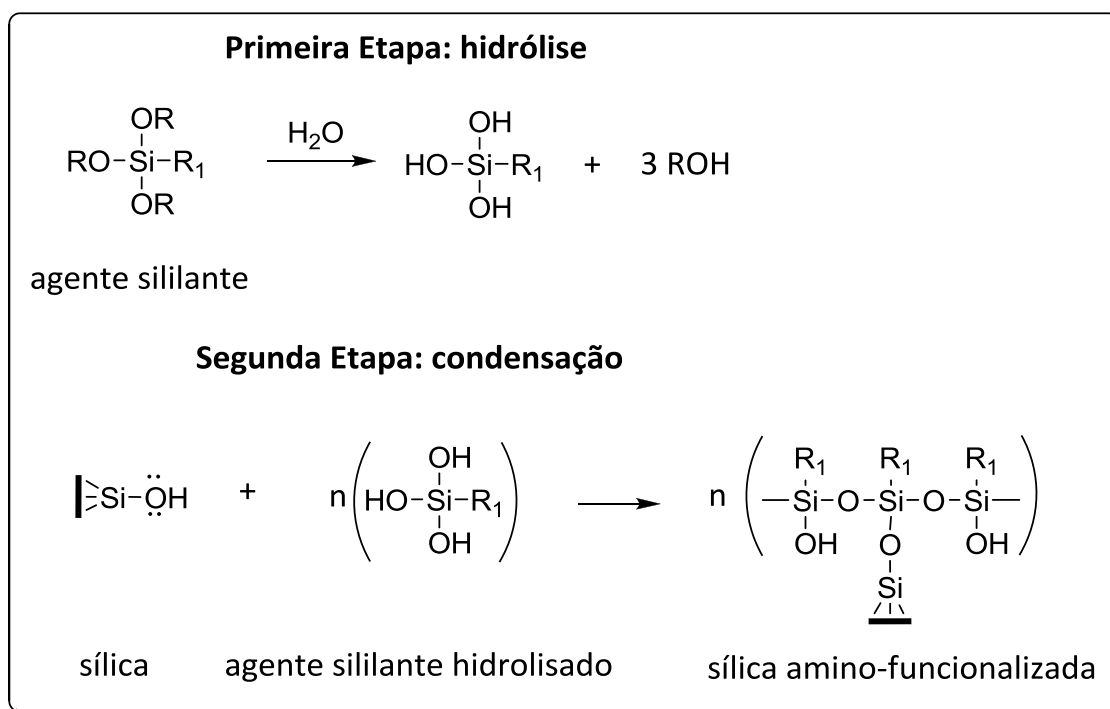 Primeira Etapa: hidrólise
OR
RO-Si-R₁
OR
H₂O
OH
HO-Si-R₁
OH
+ 3 ROH
agente sililante
Segunda Etapa: condensação
Si-OH
+
n(
OH
HO-Si-R₁
OH
)
n(
R₁ R₁ R₁
—Si-O-Si-O-Si—
OH O OH
Si
)
sílica agente sililante hidrolisado sílica amino-funcionalizada